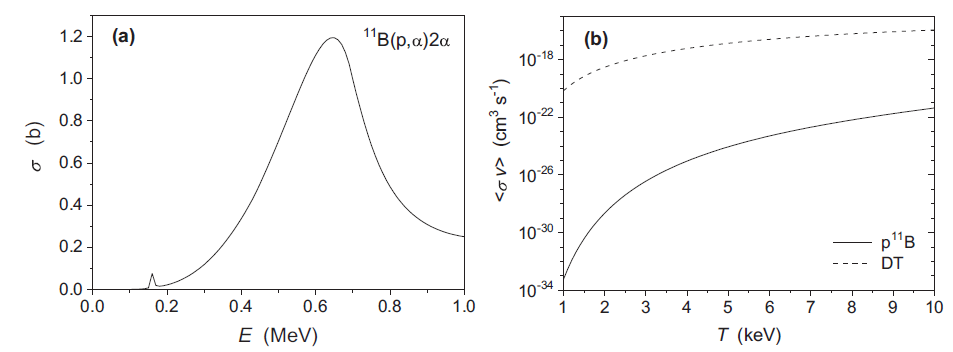 (a)
¹¹B(p,α)2α
1.2
1.0
0.8
0.6
0.4
0.2
0.0
σ (b)
0.0 0.2 0.4 0.6 0.8 1.0
E (MeV)
(b)
10⁻¹⁸
10⁻²²
10⁻²⁶
10⁻³⁰
10⁻³⁴
<σ v> (cm³ s⁻¹)
p¹¹B
DT
1 2 3 4 5 6 7 8 9 10
T (keV)